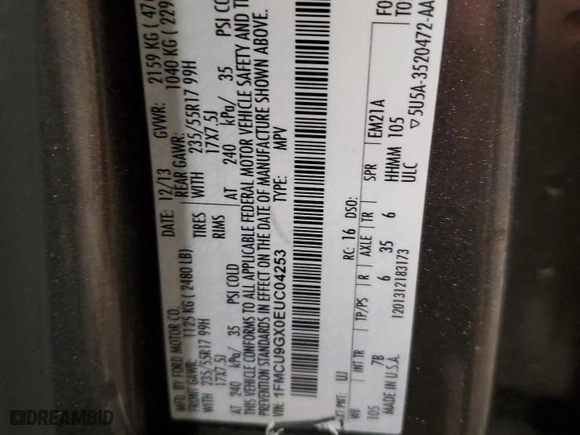 MFD. BY FORD MOTOR CO.
DATE: 12/13 GVWR: 2159 KG
FRONT GAWR: 1125 KG (2480 LB) REAR GAWR: 1040 KG
235/55R17 99H TIRES WITH 235/55R17 99H
17X7.5J RIMS 17X7.5J
AT 240 kPa/ 35 PSI COLD AT 240 kPa/ 35 PSI
THIS VEHICLE CONFORMS TO ALL APPLICABLE FEDERAL MOTOR VEHICLE SAFETY AND
PREVENTION STANDARDS IN EFFECT ON THE DATE OF MANUFACTURE SHOWN ABOVE.
VIN: 1FMCU9GX0EUC04253 TYPE: MPV
EXT PNT: UJ RC: 16 DSO:
WB INT TR TP/PS R AXLE TR SPR
105 7B 6 35 6 EM21A
HHMM 105
ULC
1201312183173
MADE IN U.S.A. ▽5U5A-3520472-AA
DREAMBID